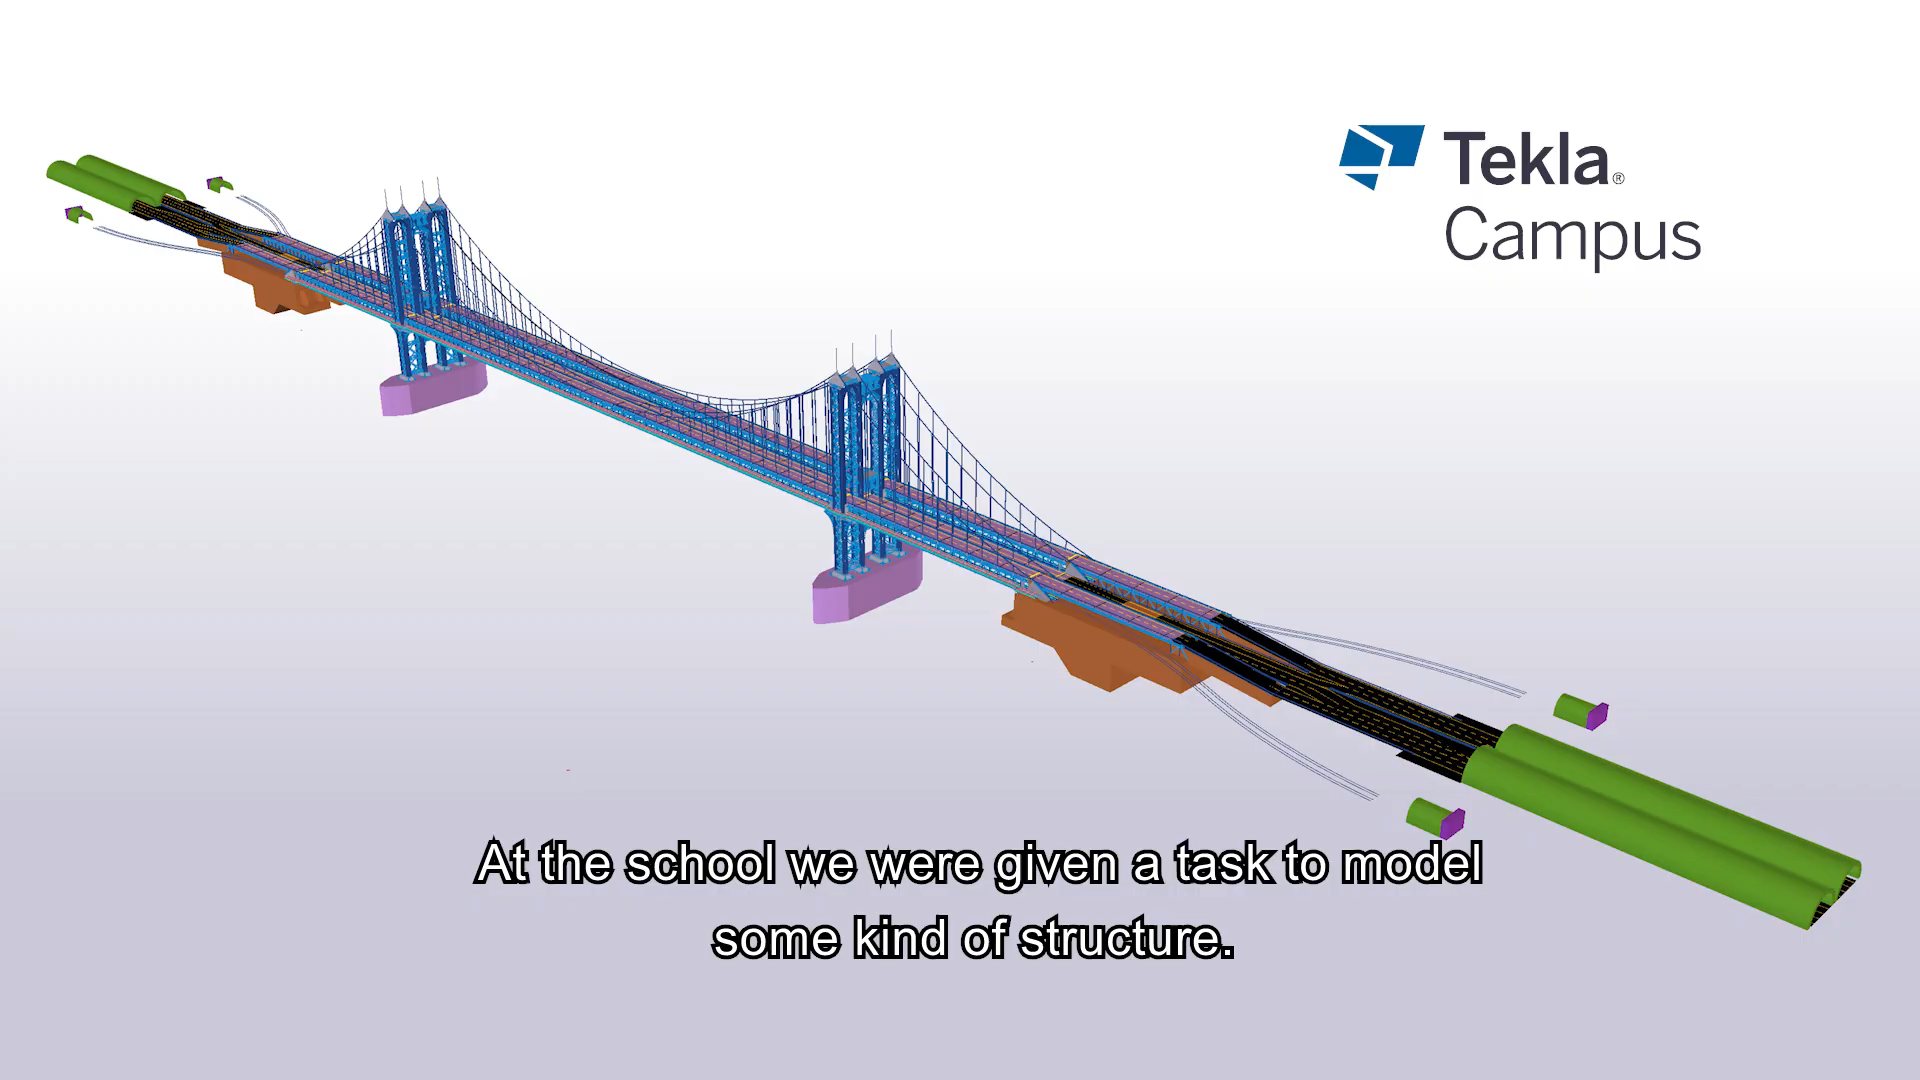 Tekla®
Campus
At the school we were given a task to model
some kind of structure.